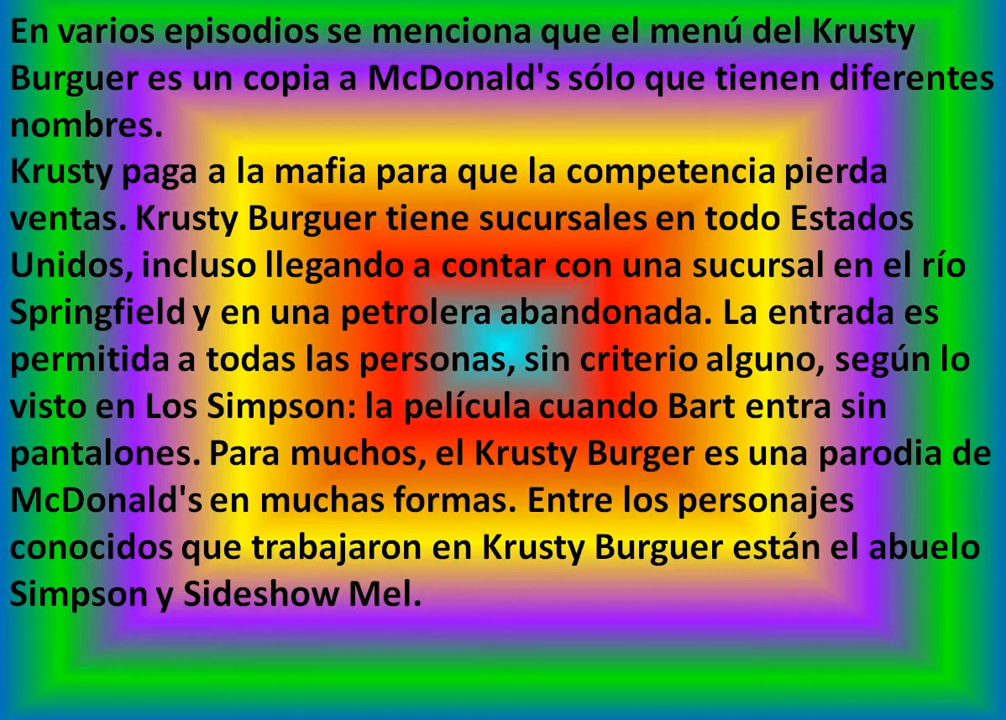 En varios episodios se menciona que el menú del Krusty
Burguer es un copia a McDonald's sólo que tienen diferentes
nombres.
Krusty paga a la mafia para que la competencia pierda
ventas. Krusty Burguer tiene sucursales en todo Estados
Unidos, incluso llegando a contar con una sucursal en el río
Springfield y en una petrolera abandonada. La entrada es
permitida a todas las personas, sin criterio alguno, según lo
visto en Los Simpson: la película cuando Bart entra sin
pantalones. Para muchos, el Krusty Burger es una parodia de
McDonald's en muchas formas. Entre los personajes
conocidos que trabajaron en Krusty Burguer están el abuelo
Simpson y Sideshow Mel.